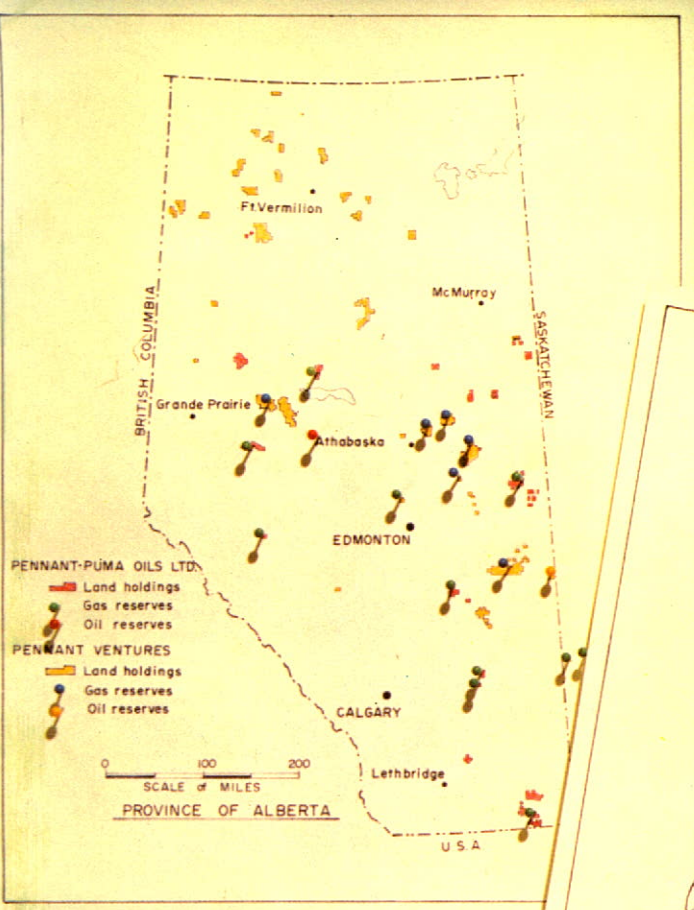 Ft.Vermilion
McMurray
BRITISH COLUMBIA
SASKATCHEWAN
Grande Prairie
Athabaska
EDMONTON
PENNANT-PUMA OILS LTD.
Land holdings
Gas reserves
Oil reserves
PENNANT VENTURES
Land holdings
Gas reserves
Oil reserves
CALGARY
0 100 200
SCALE of MILES
Lethbridge
PROVINCE OF ALBERTA
U.S.A